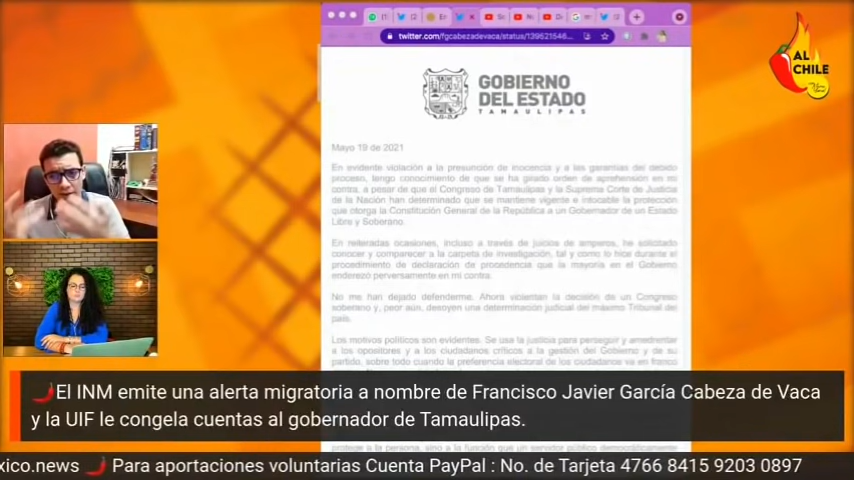 twitter.com/fgcabezadevaca/status/139521546...
AL
CHILE
GOBIERNO
DEL ESTADO
TAMAULIPAS
Mayo 19 de 2021
En evidente violación a la presunción de inocencia y a las garantías del debido
proceso, tengo conocimiento de que se ha girado orden de aprehensión en mi
contra, a pesar de que el Congreso de Tamaulipas y la Suprema Corte de Justicia
de la Nación han determinado que se mantiene vigente e intocable la protección
que otorga la Constitución General de la República a un Gobernador de un Estado
Libre y Soberano.
En reiteradas ocasiones, incluso a través de juicios de amparos, he solicitado
conocer y comparecer a la carpeta de investigación, tal y como lo hice durante el
procedimiento de declaración de procedencia que la mayoría en el Gobierno
enderezó perversamente en mi contra.
No me han dejado defenderme. Ahora violentan la decisión de un Congreso
soberano y, peor aún, desoyen una determinación judicial del máximo Tribunal del
país.
Los motivos políticos son evidentes. Se usa la justicia para perseguir y amedrentar
a los opositores y a los ciudadanos críticos a la gestión del Gobierno y de su
partido, sobre todo cuando la preferencia electoral de los ciudadanos va en franco
El INM emite una alerta migratoria a nombre de Francisco Javier García Cabeza de Vaca
y la UIF le congela cuentas al gobernador de Tamaulipas.
protege a la persona, sino a la función que un servidor público democráticamente
xico.news Para aportaciones voluntarias Cuenta PayPal : No. de Tarjeta 4766 8415 9203 0897